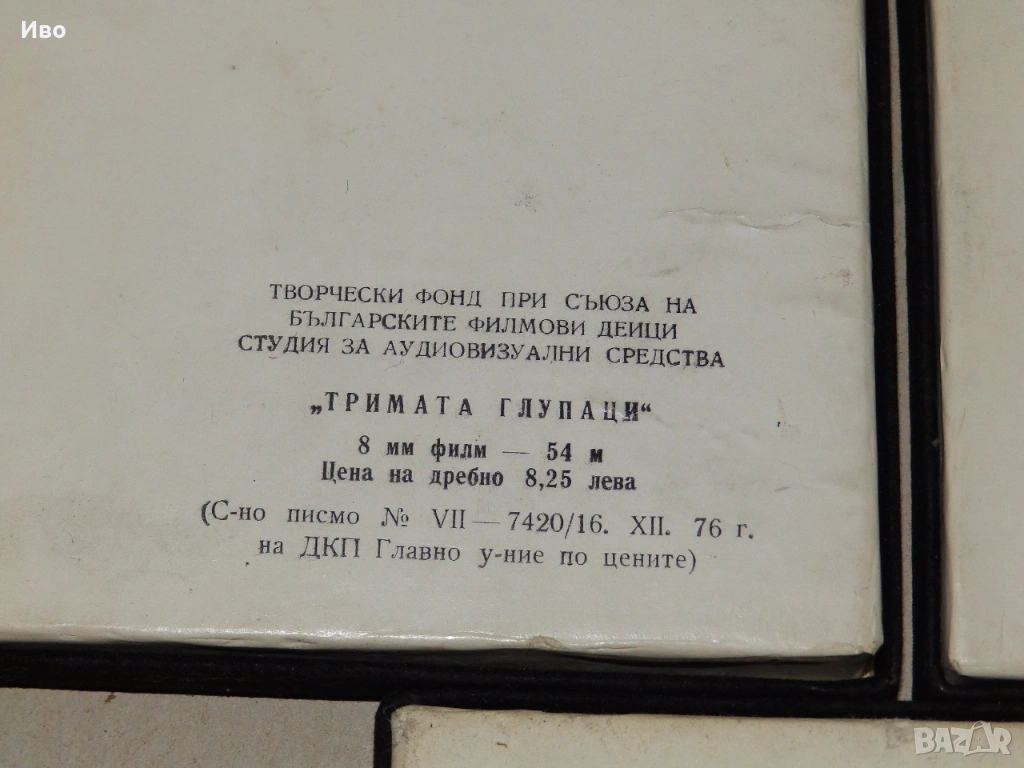 Иво
ТВОРЧЕСКИ ФОНД ПРИ СЪЮЗА НА
БЪЛГАРСКИТЕ ФИЛМОВИ ДЕИЦИ
СТУДИЯ ЗА АУДИОВИЗУАЛНИ СРЕДСТВА
„ТРИМАТА ГЛУПАЦИ“
8 мм филм — 54 м
Цена на дребно 8,25 лева
(С-но писмо № VII — 7420/16. XII. 76 г.
на ДКП Главно у-ние по цените)
BAZAR